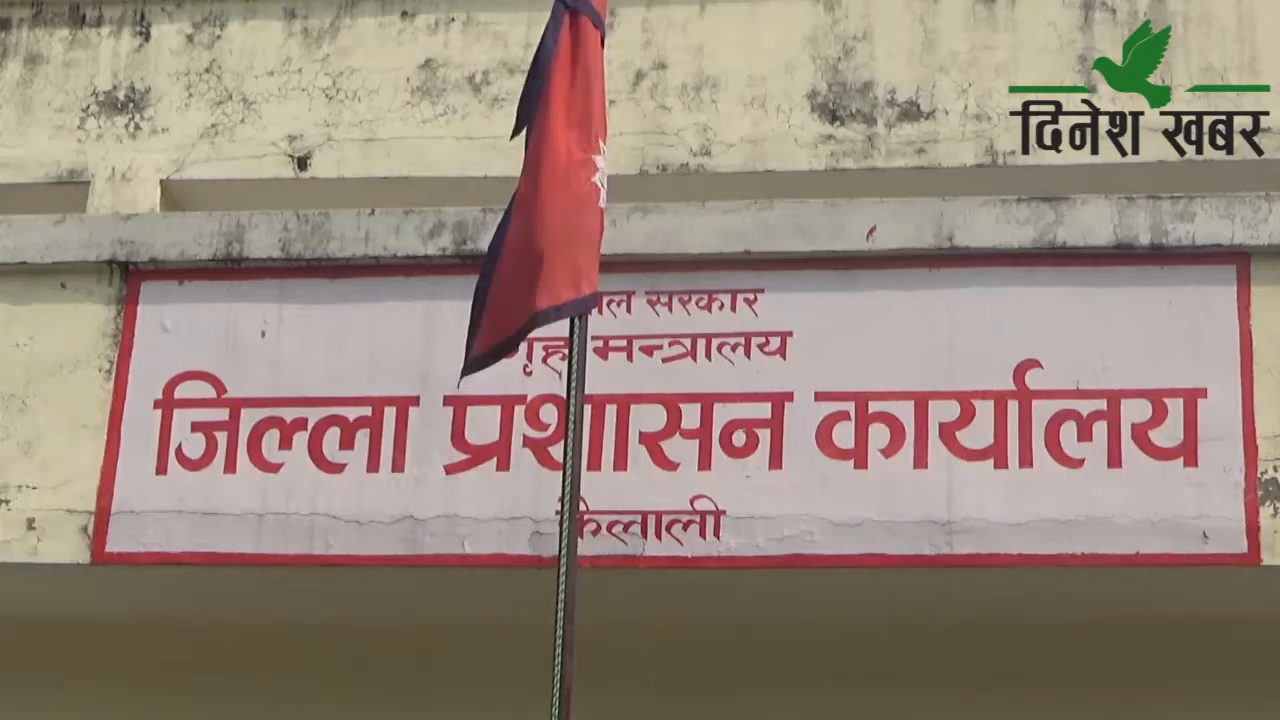 दिनेश खबर
सरकार
गृह मन्त्रालय
जिल्ला प्रशासन कार्यालय
कैलाली